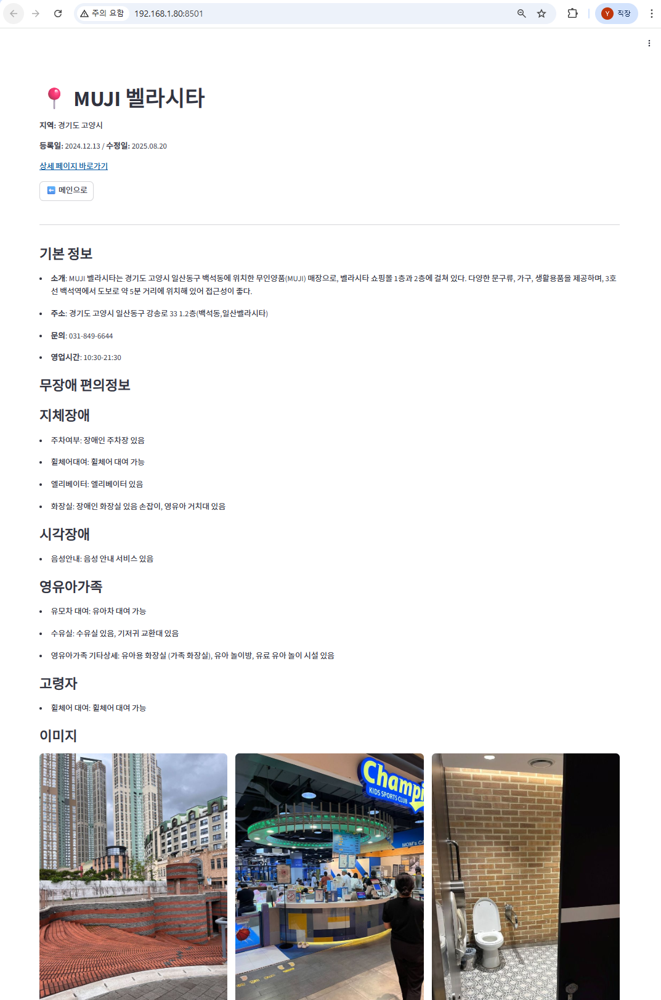 주의 요함
192.168.1.80:8501
Y 직장
MUJI 벨라시타
지역: 경기도 고양시
등록일: 2024.12.13 / 수정일: 2025.08.20
상세 페이지 바로가기
메인으로
기본 정보
소개: MUJI 벨라시타는 경기도 고양시 일산동구 백석동에 위치한 무인양품(MUJI) 매장으로, 벨라시타 쇼핑몰 1층과 2층에 걸쳐 있다. 다양한 문구류, 가구, 생활용품을 제공하며, 3호
선 백석역에서 도보로 약 5분 거리에 위치해 있어 접근성이 좋다.
주소: 경기도 고양시 일산동구 강송로 33 1.2층(백석동,일산벨라시타)
문의: 031-849-6644
영업시간: 10:30-21:30
무장애 편의정보
지체장애
주차여부: 장애인 주차장 있음
휠체어대여: 휠체어 대여 가능
엘리베이터: 엘리베이터 있음
화장실: 장애인 화장실 있음 손잡이, 영유아 거치대 있음
시각장애
음성안내: 음성 안내 서비스 있음
영유아가족
유모차 대여: 유아차 대여 가능
수유실: 수유실 있음, 기저귀 교환대 있음
영유아가족 기타상세: 유아용 화장실 (가족 화장실), 유아 놀이방, 유료 유아 놀이 시설 있음
고령자
휠체어 대여: 휠체어 대여 가능
이미지
Champi
KIDS SPORTS CLUB
MOM's CA